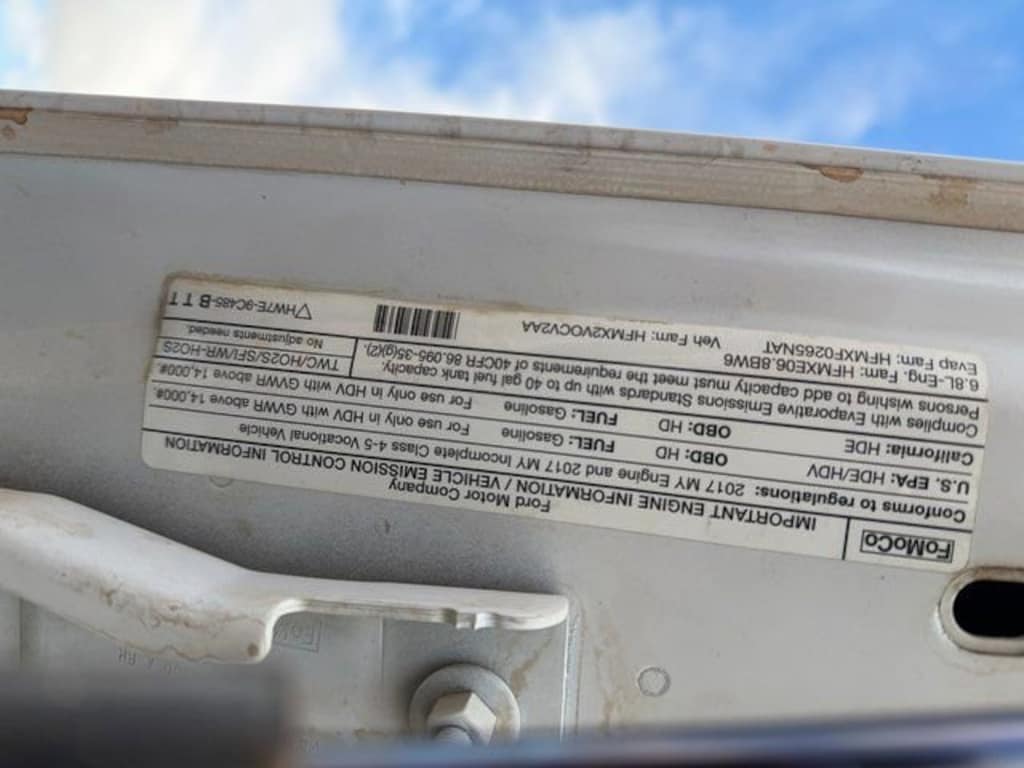 FoMoCo
Ford Motor Company
IMPORTANT ENGINE INFORMATION / VEHICLE EMISSION CONTROL INFORMATION
Conforms to regulations: 2017 MY Engine and 2017 MY Incomplete Class 4-5 Vocational Vehicle
U.S. EPA: HDE/HDV OBD: HD FUEL: Gasoline For use only in HDV with GVWR above 14,000#.
California: HDE OBD: HD FUEL: Gasoline For use only in HDV with GVWR above 14,000#.
Complies with Evaporative Emissions Standards with up to 40 gal fuel tank capacity.
Persons wishing to add capacity must meet the requirements of 40CFR 86.095-35(g)(2).
TWC/HO2S/SFI/WR-HO2S
No adjustments needed.
6.8L-Eng. Fam: HFMXE06.8BW6
Evap Fam: HFMXF0265NAT Veh Fam: HFMX2VOCV2AA
HW7E-9C485-B T T